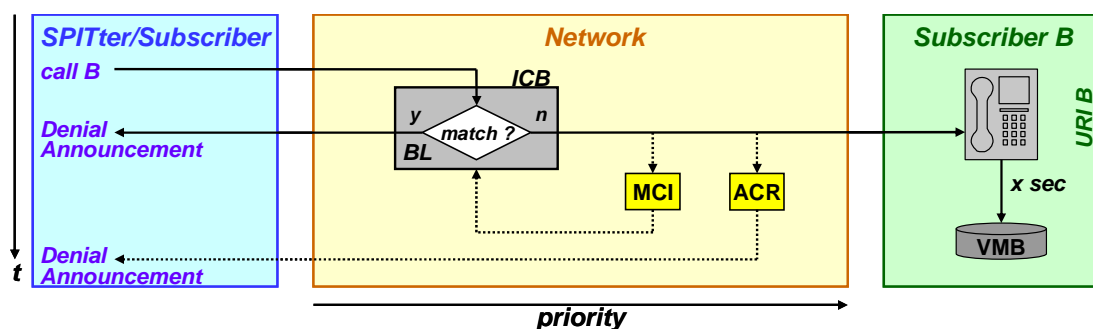 SPITter/Subscriber
Network
Subscriber B
call B
ICB
y
n
match ?
BL
Denial
Announcement
URI B
MCI
ACR
x sec
VMB
Denial
Announcement
t
priority